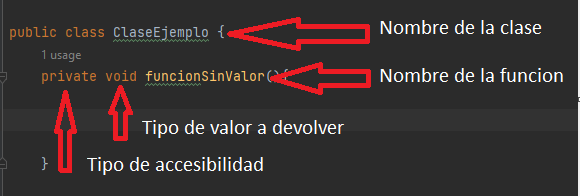 public class ClaseEjemplo {
Nombre de la clase
1 usage
private void funcionSinValor(){
Nombre de la funcion
Tipo de valor a devolver
}
Tipo de accesibilidad